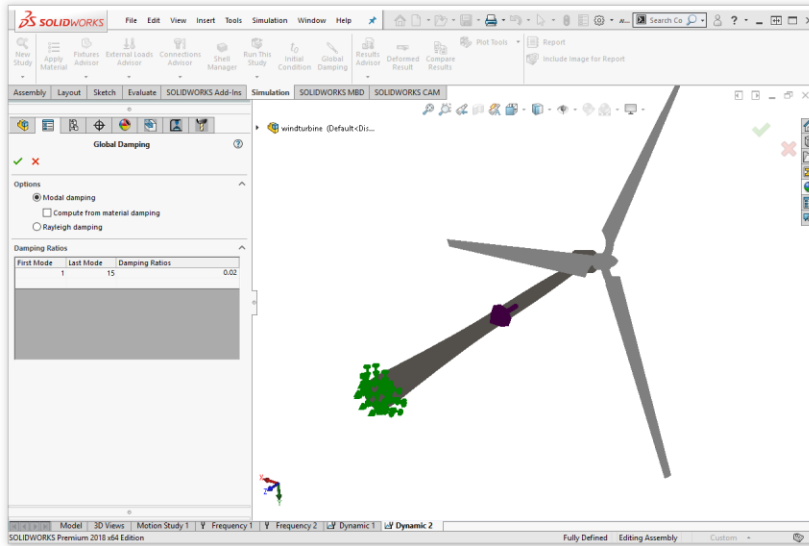 SOLIDWORKS File Edit View Insert Tools Simulation Window Help Search Co ?
New Study
Apply Material
Fixtures Advisor
External Loads Advisor
Connections Advisor
Shell Manager
Run This Study
Initial Condition
Global Damping
Results Advisor
Deformed Result
Compare Results
Plot Tools
Report
Include Image for Report
Assembly Layout Sketch Evaluate SOLIDWORKS Add-Ins Simulation SOLIDWORKS MBD SOLIDWORKS CAM
windturbine (Default<Dis...
Global Damping ?
Options
Modal damping
Compute from material damping
Rayleigh damping
Damping Ratios
First Mode Last Mode Damping Ratios
1 15 0.02
X
Z
Y
Model 3D Views Motion Study 1 Frequency 1 Frequency 2 Dynamic 1 Dynamic 2
SOLIDWORKS Premium 2018 x64 Edition Fully Defined Editing Assembly Custom